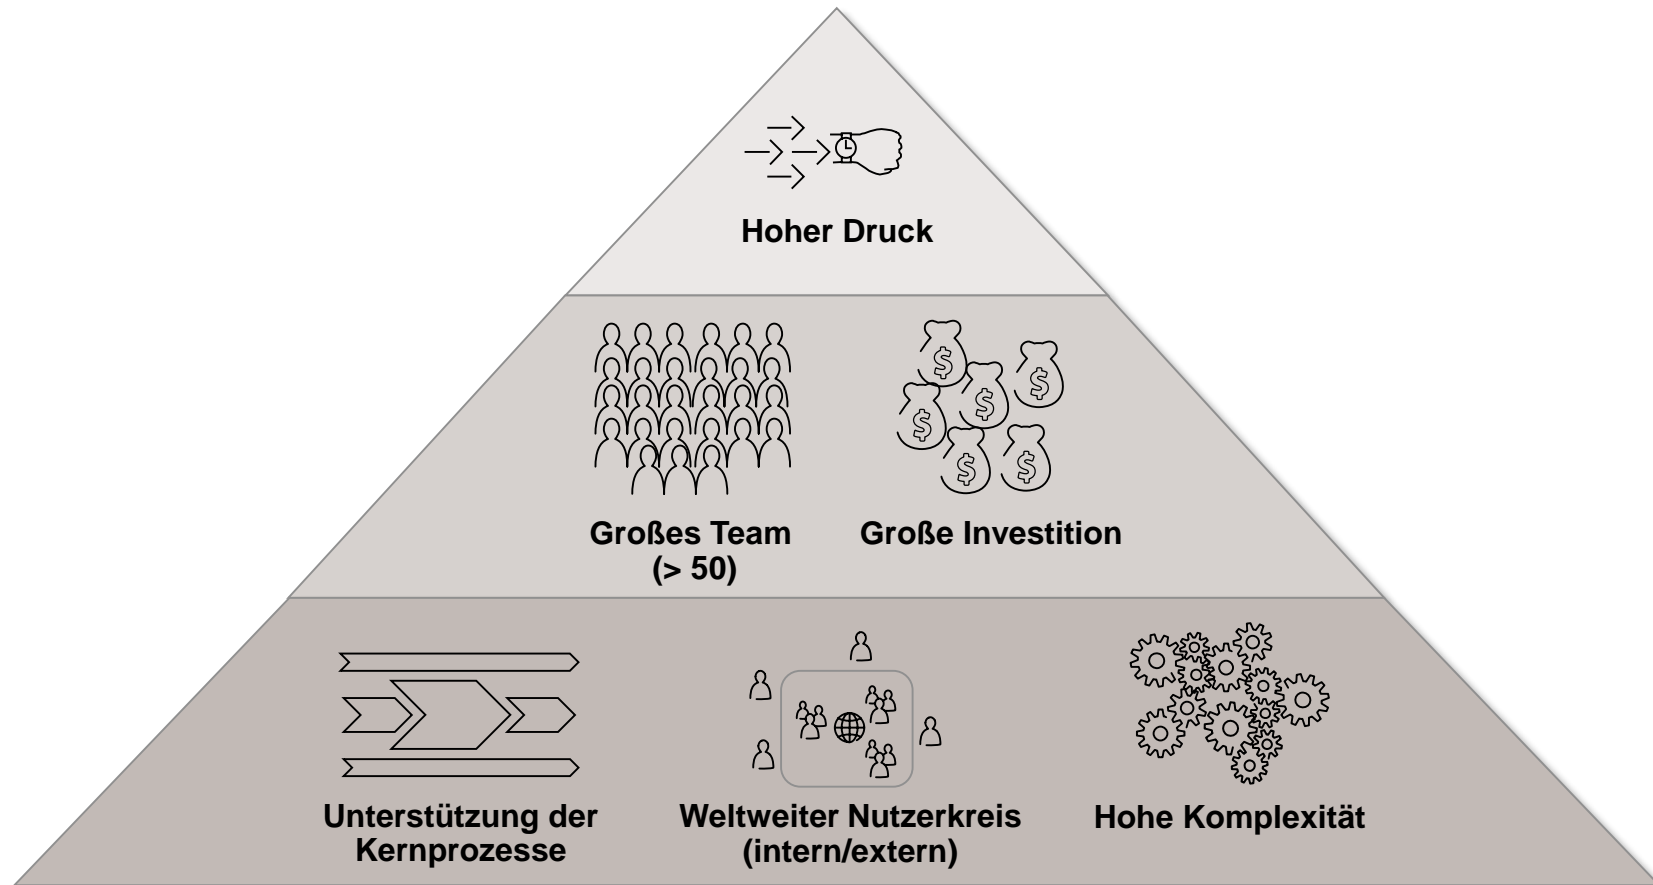 Hoher Druck
Großes Team
(> 50)
Große Investition
$
$
$
$
$
$
Unterstützung der
Kernprozesse
Weltweiter Nutzerkreis
(intern/extern)
Hohe Komplexität